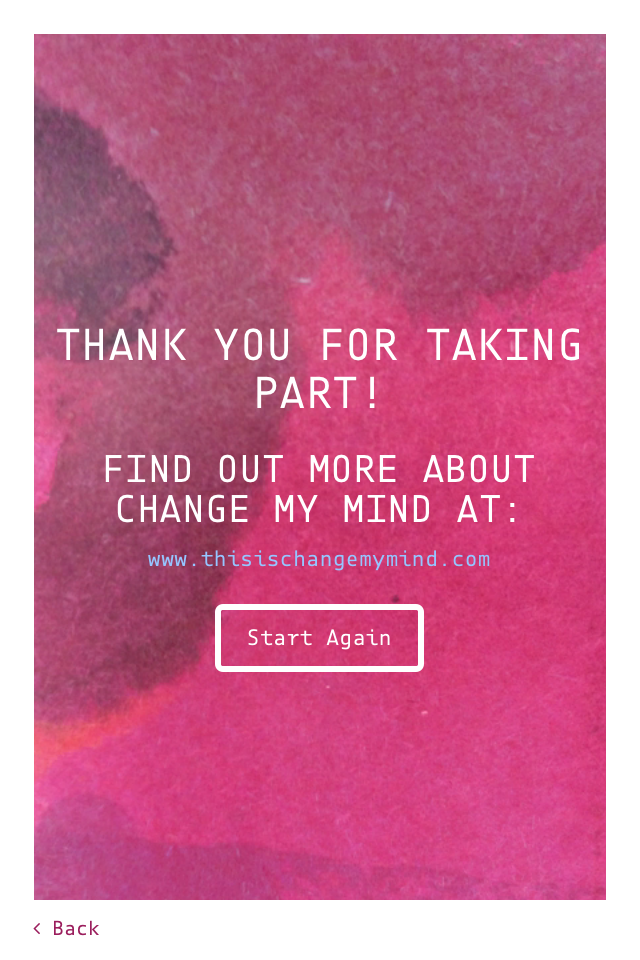 THANK YOU FOR TAKING
PART!
FIND OUT MORE ABOUT
CHANGE MY MIND AT:
www.thisischangemymind.com
Start Again
‹ Back